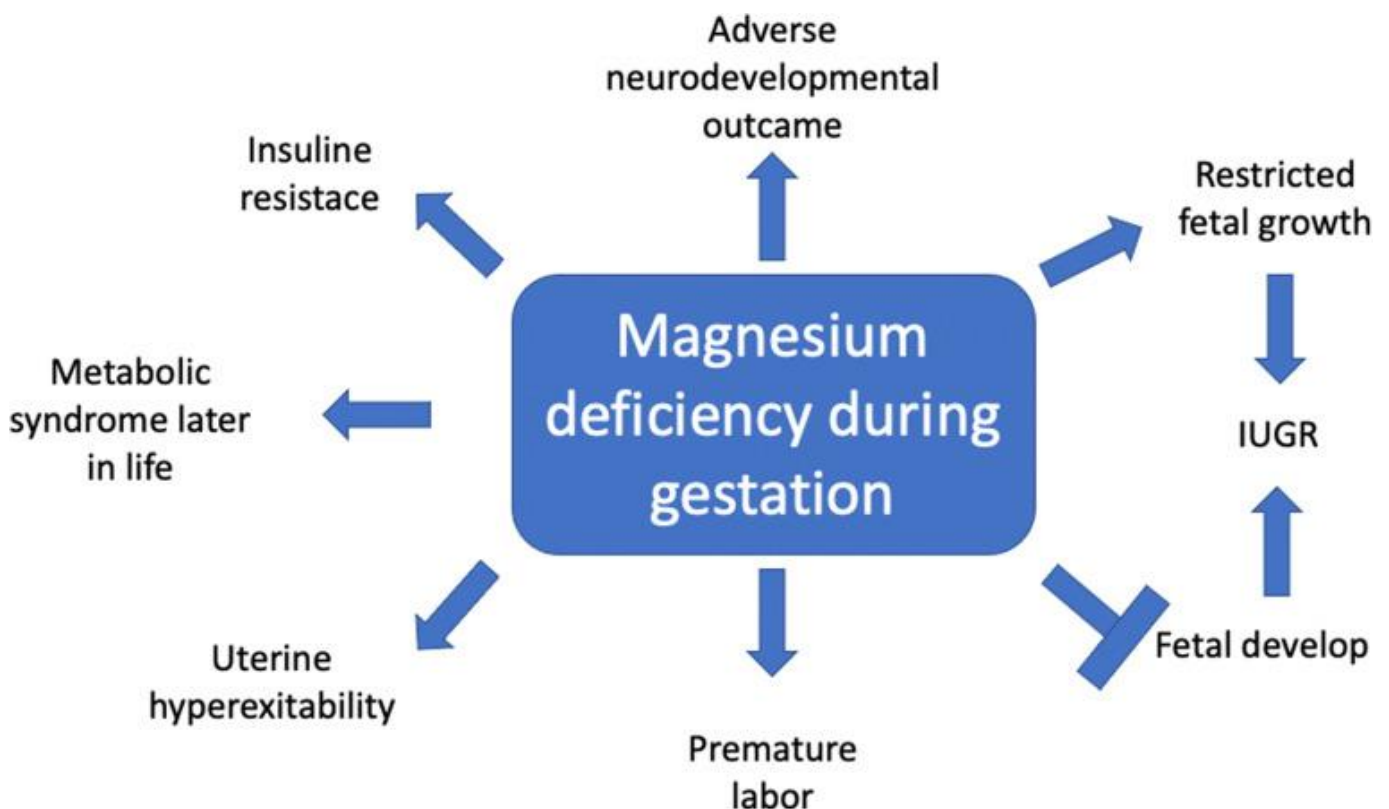 Adverse
neurodevelopmental
outcame
Insuline
resistace
Restricted
fetal growth
Magnesium
deficiency during
gestation
Metabolic
syndrome later
in life
IUGR
Uterine
hyperexitability
Fetal develop
Premature
labor